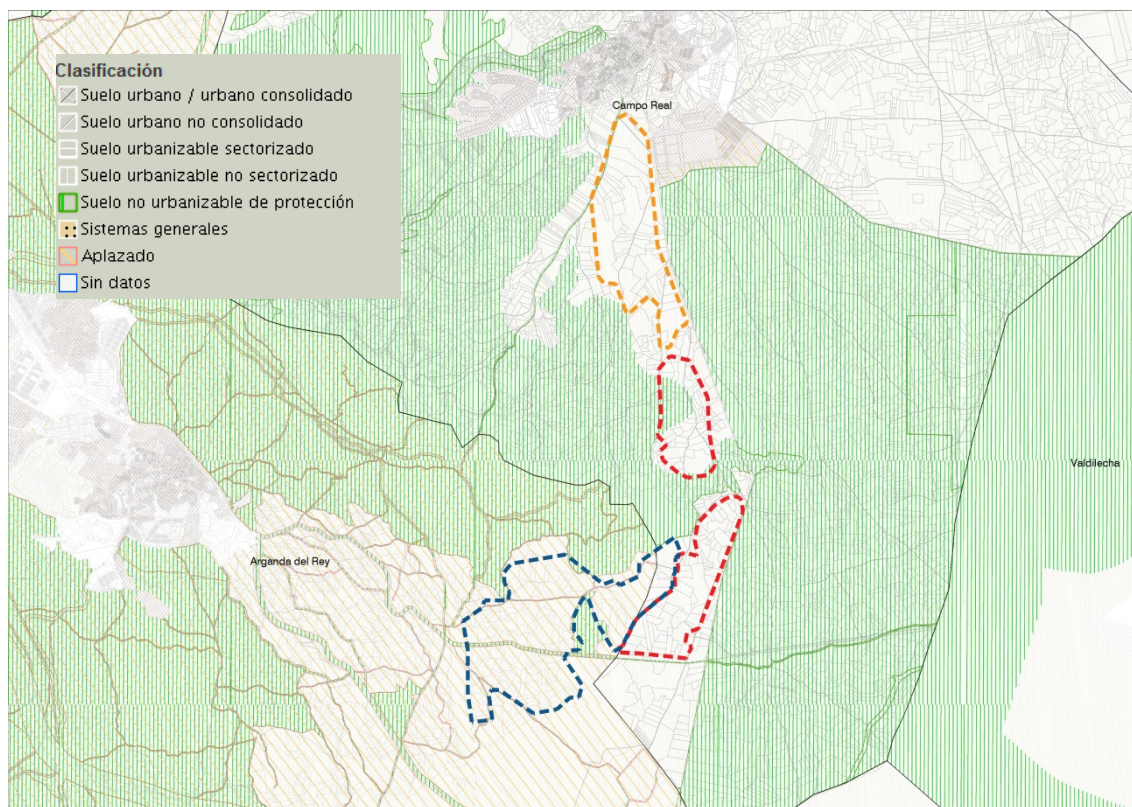 Clasificación
Suelo urbano / urbano consolidado
Suelo urbano no consolidado
Suelo urbanizable sectorizado
Suelo urbanizable no sectorizado
Suelo no urbanizable de protección
Sistemas generales
Aplazado
Sin datos
Campo Real
Valdilecha
Arganda del Rey